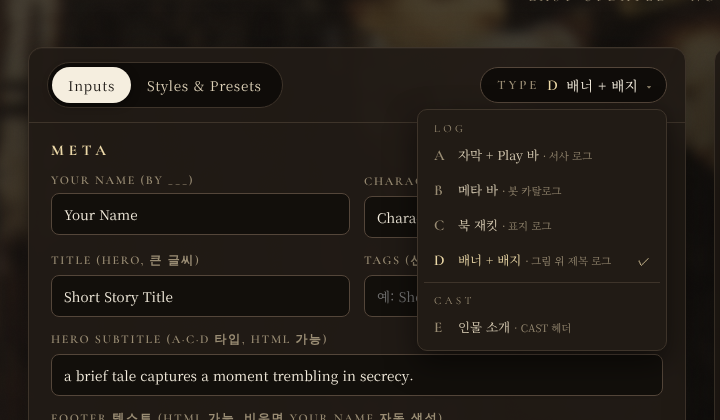 Inputs
Styles & Presets
TYPE D 배너 + 배지
LOG
A 자막 + Play 바 · 서사 로그
B 메타 바 · 봇 카탈로그
C 북 재킷 · 표지 로그
D 배너 + 배지 · 그림 위 제목 로그 ✓
CAST
E 인물 소개 · CAST 헤더
META
YOUR NAME (BY ___)
Your Name
TITLE (HERO, 큰 글씨)
TAGS
Short Story Title
예:
HERO SUBTITLE (A·C·D 타입, HTML 가능)
a brief tale captures a moment trembling in secrecy.
FOOTER 텍스트 (HTML 가능, 비우면 YOUR NAME 자동 생성)